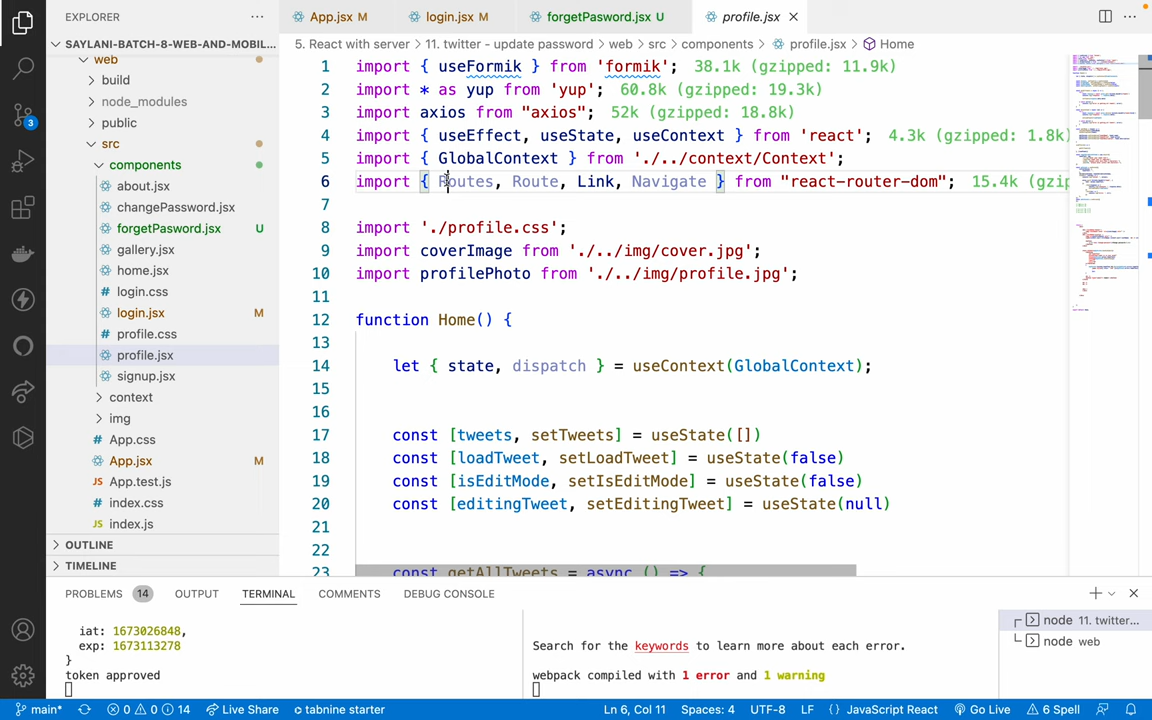 EXPLORER
App.jsx M
login.jsx M
forgetPasword.jsx U
profile.jsx
SAYLANI-BATCH-8-WEB-AND-MOBIL...
5. React with server > 11. twitter - update password > web > src > components > profile.jsx > Home
web
build
node_modules
public
src
components
about.jsx
changePassword.jsx
forgetPasword.jsx U
gallery.jsx
home.jsx
login.css
login.jsx M
profile.css
profile.jsx
signup.jsx
context
img
App.css
App.jsx M
App.test.js
index.css
index.js
OUTLINE
TIMELINE
1 import { useFormik } from 'formik'; 38.1k (gzipped: 11.9k)
2 import * as yup from 'yup'; 60.8k (gzipped: 19.3k)
3 import axios from "axios"; 52k (gzipped: 18.8k)
4 import { useEffect, useState, useContext } from 'react'; 4.3k (gzipped: 1.8k)
5 import { GlobalContext } from './../context/Context';
6 import { Routes, Route, Link, Navigate } from "react-router-dom"; 15.4k (gzip
7
8 import './profile.css';
9 import coverImage from './../img/cover.jpg';
10 import profilePhoto from './../img/profile.jpg';
11
12 function Home() {
13
14 let { state, dispatch } = useContext(GlobalContext);
15
16
17 const [tweets, setTweets] = useState([])
18 const [loadTweet, setLoadTweet] = useState(false)
19 const [isEditMode, setIsEditMode] = useState(false)
20 const [editingTweet, setEditingTweet] = useState(null)
21
22
23 const getAllTweets = async () => {
PROBLEMS 14 OUTPUT TERMINAL COMMENTS DEBUG CONSOLE
iat: 1673026848,
exp: 1673113278
}
token approved
Search for the keywords to learn more about each error.
webpack compiled with 1 error and 1 warning
node 11. twitter...
node web
3
main* 0 0 14 Live Share tabnine starter Ln 6, Col 11 Spaces: 4 UTF-8 LF {} JavaScript React Go Live 6 Spell